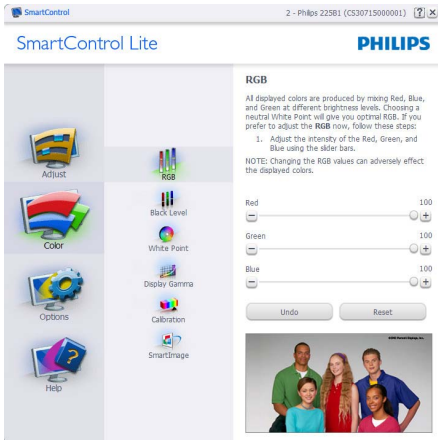 SmartControl
2 - Philips 225B1 (CS30715000001)
SmartControl Lite
PHILIPS
Adjust
Color
Options
Help
RGB
Black Level
White Point
Display Gamma
Calibration
SmartImage
RGB
All displayed colors are produced by mixing Red, Blue,
and Green at different brightness levels. Choosing a
neutral White Point will give you optimal RGB. If you
prefer to adjust the RGB now, follow these steps:
1. Adjust the intensity of the Red, Green, and
Blue using the slider bars.
NOTE: Changing the RGB values can adversely effect
the displayed colors.
Red 100
Green 100
Blue 100
Undo Reset